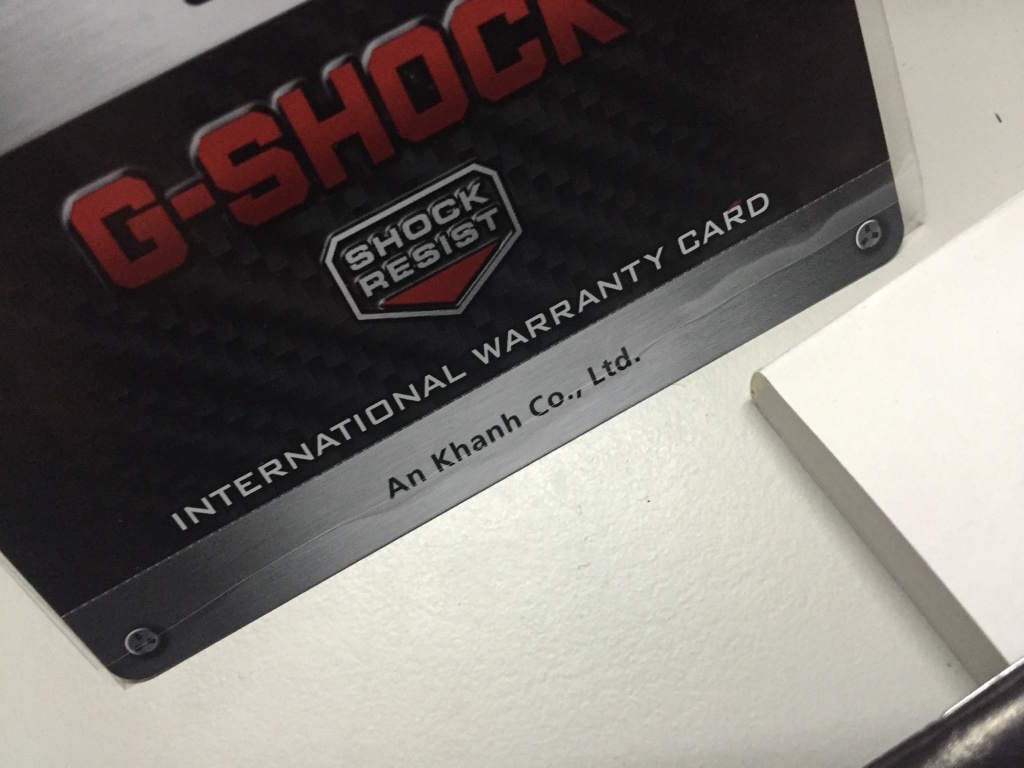 G-SHOCK
SHOCK
RESIST
INTERNATIONAL WARRANTY CARD
An Khanh Co., Ltd.